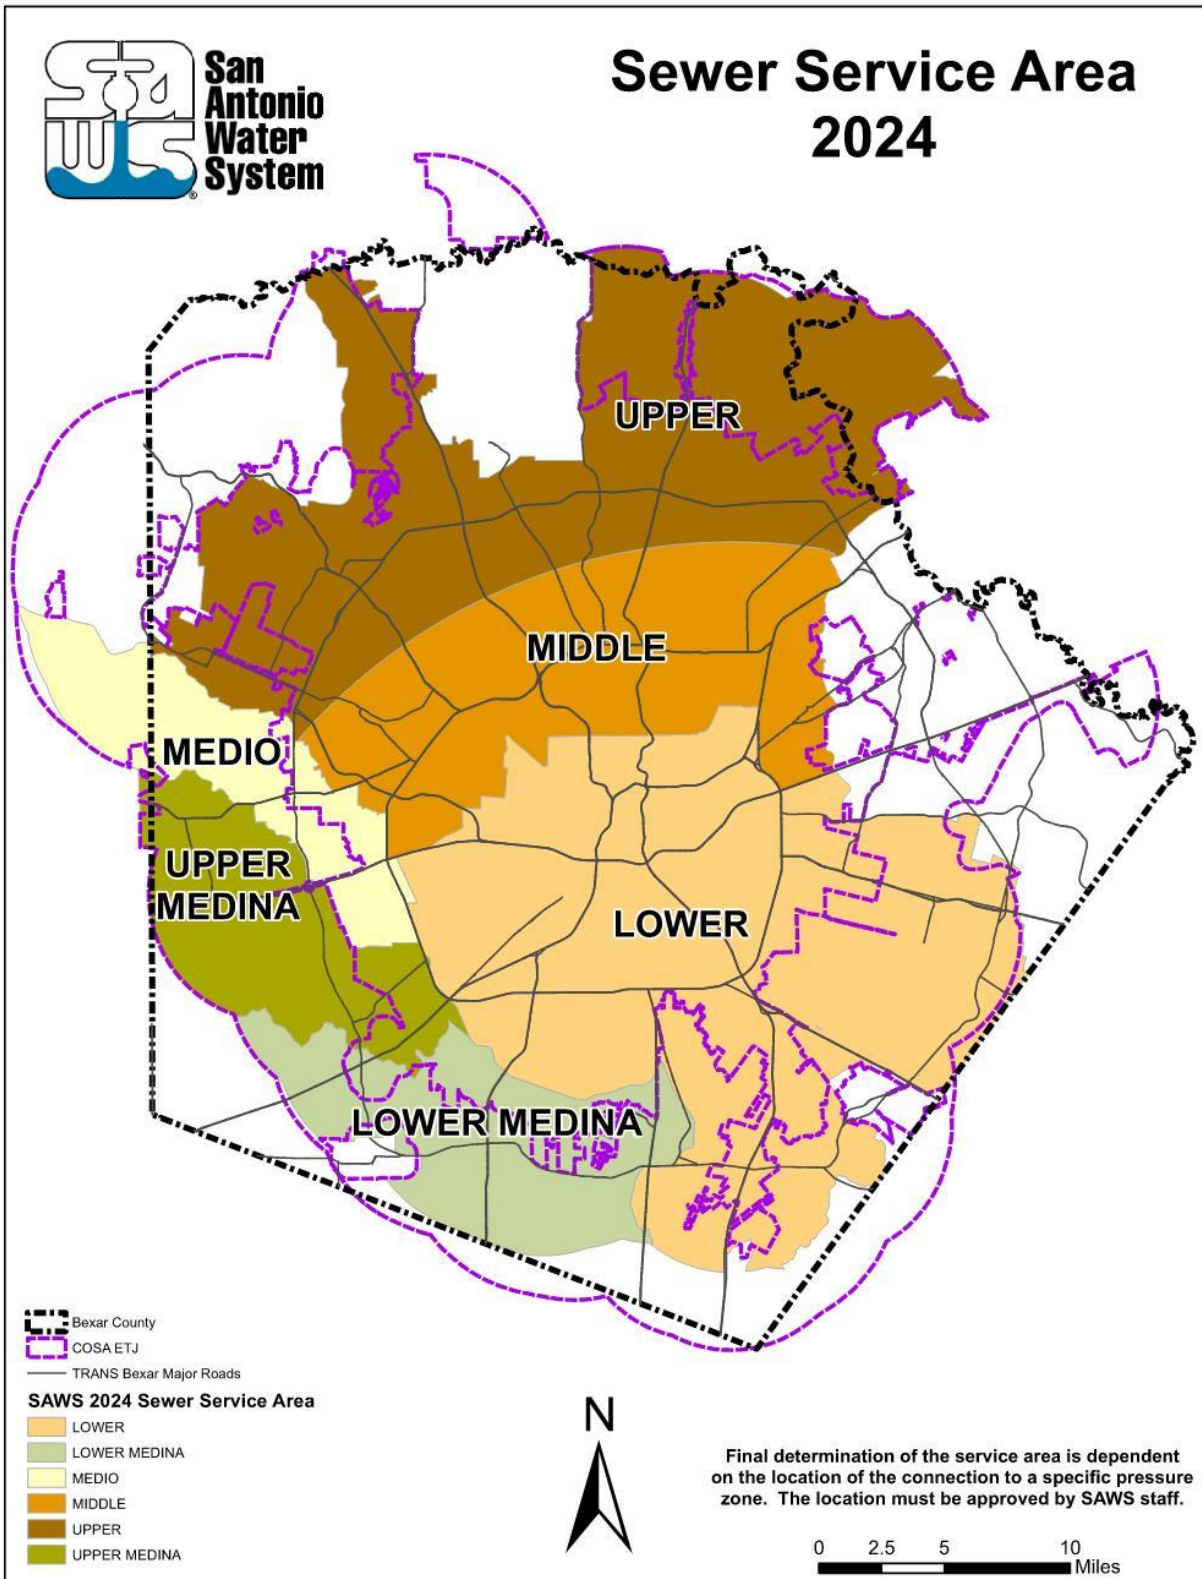 SAWS
San
Antonio
Water
System
®
Sewer Service Area
2024
UPPER
MIDDLE
MEDIO
UPPER
MEDINA
LOWER
LOWER MEDINA
Bexar County
COSA ETJ
TRANS Bexar Major Roads
SAWS 2024 Sewer Service Area
LOWER
LOWER MEDINA
MEDIO
MIDDLE
UPPER
UPPER MEDINA
N
Final determination of the service area is dependent
on the location of the connection to a specific pressure
zone. The location must be approved by SAWS staff.
0 2.5 5 10
Miles